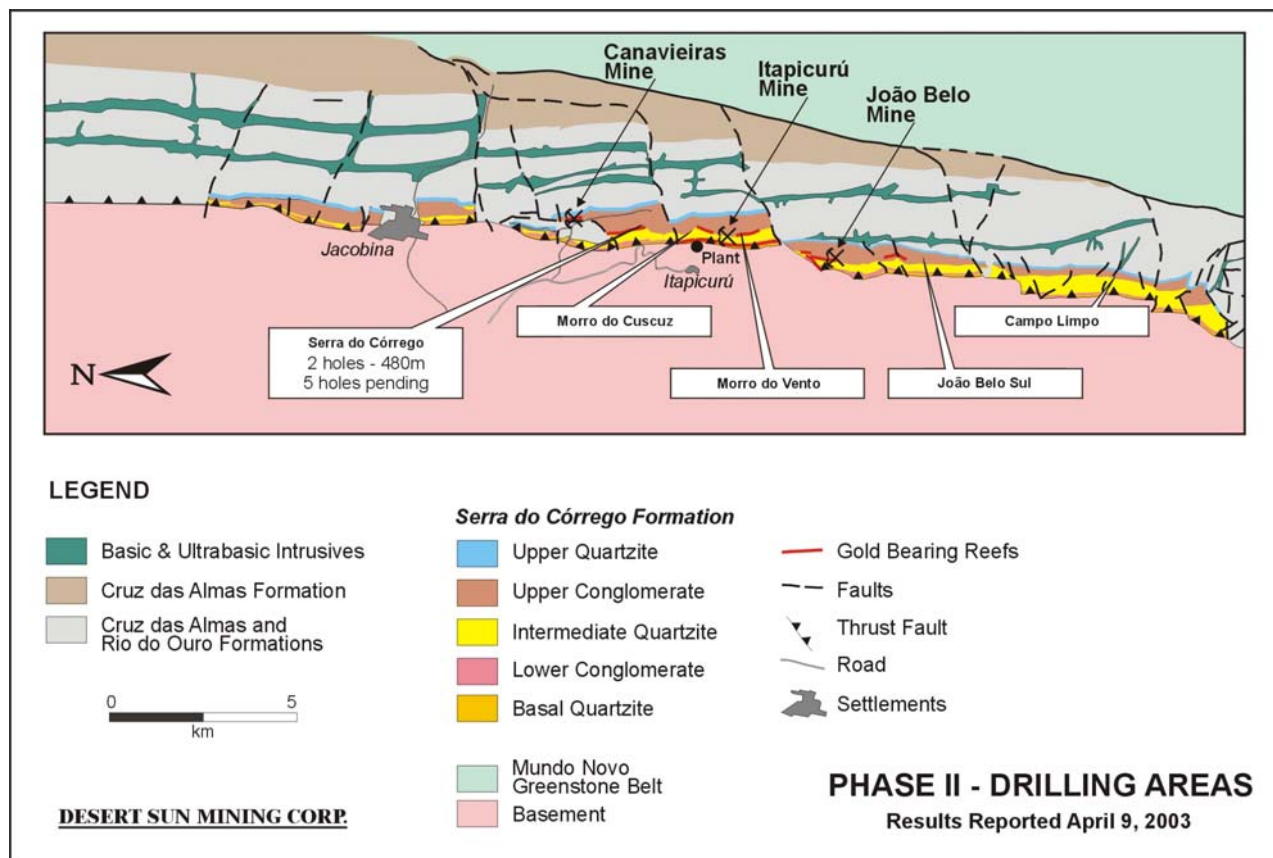 Canavieiras
Mine
Itapicurú
Mine
João Belo
Mine
Jacobina
Plant
Itapicurú
Serra do Córrego
2 holes - 480m
5 holes pending
Morro do Cuscuz
Morro do Vento
João Belo Sul
Campo Limpo
N
LEGEND
Basic & Ultrabasic Intrusives
Cruz das Almas Formation
Cruz das Almas and
Rio do Ouro Formations
0 5
km
Serra do Córrego Formation
Upper Quartzite
Upper Conglomerate
Intermediate Quartzite
Lower Conglomerate
Basal Quartzite
Mundo Novo
Greenstone Belt
Basement
Gold Bearing Reefs
Faults
Thrust Fault
Road
Settlements
DESERT SUN MINING CORP.
PHASE II - DRILLING AREAS
Results Reported April 9, 2003